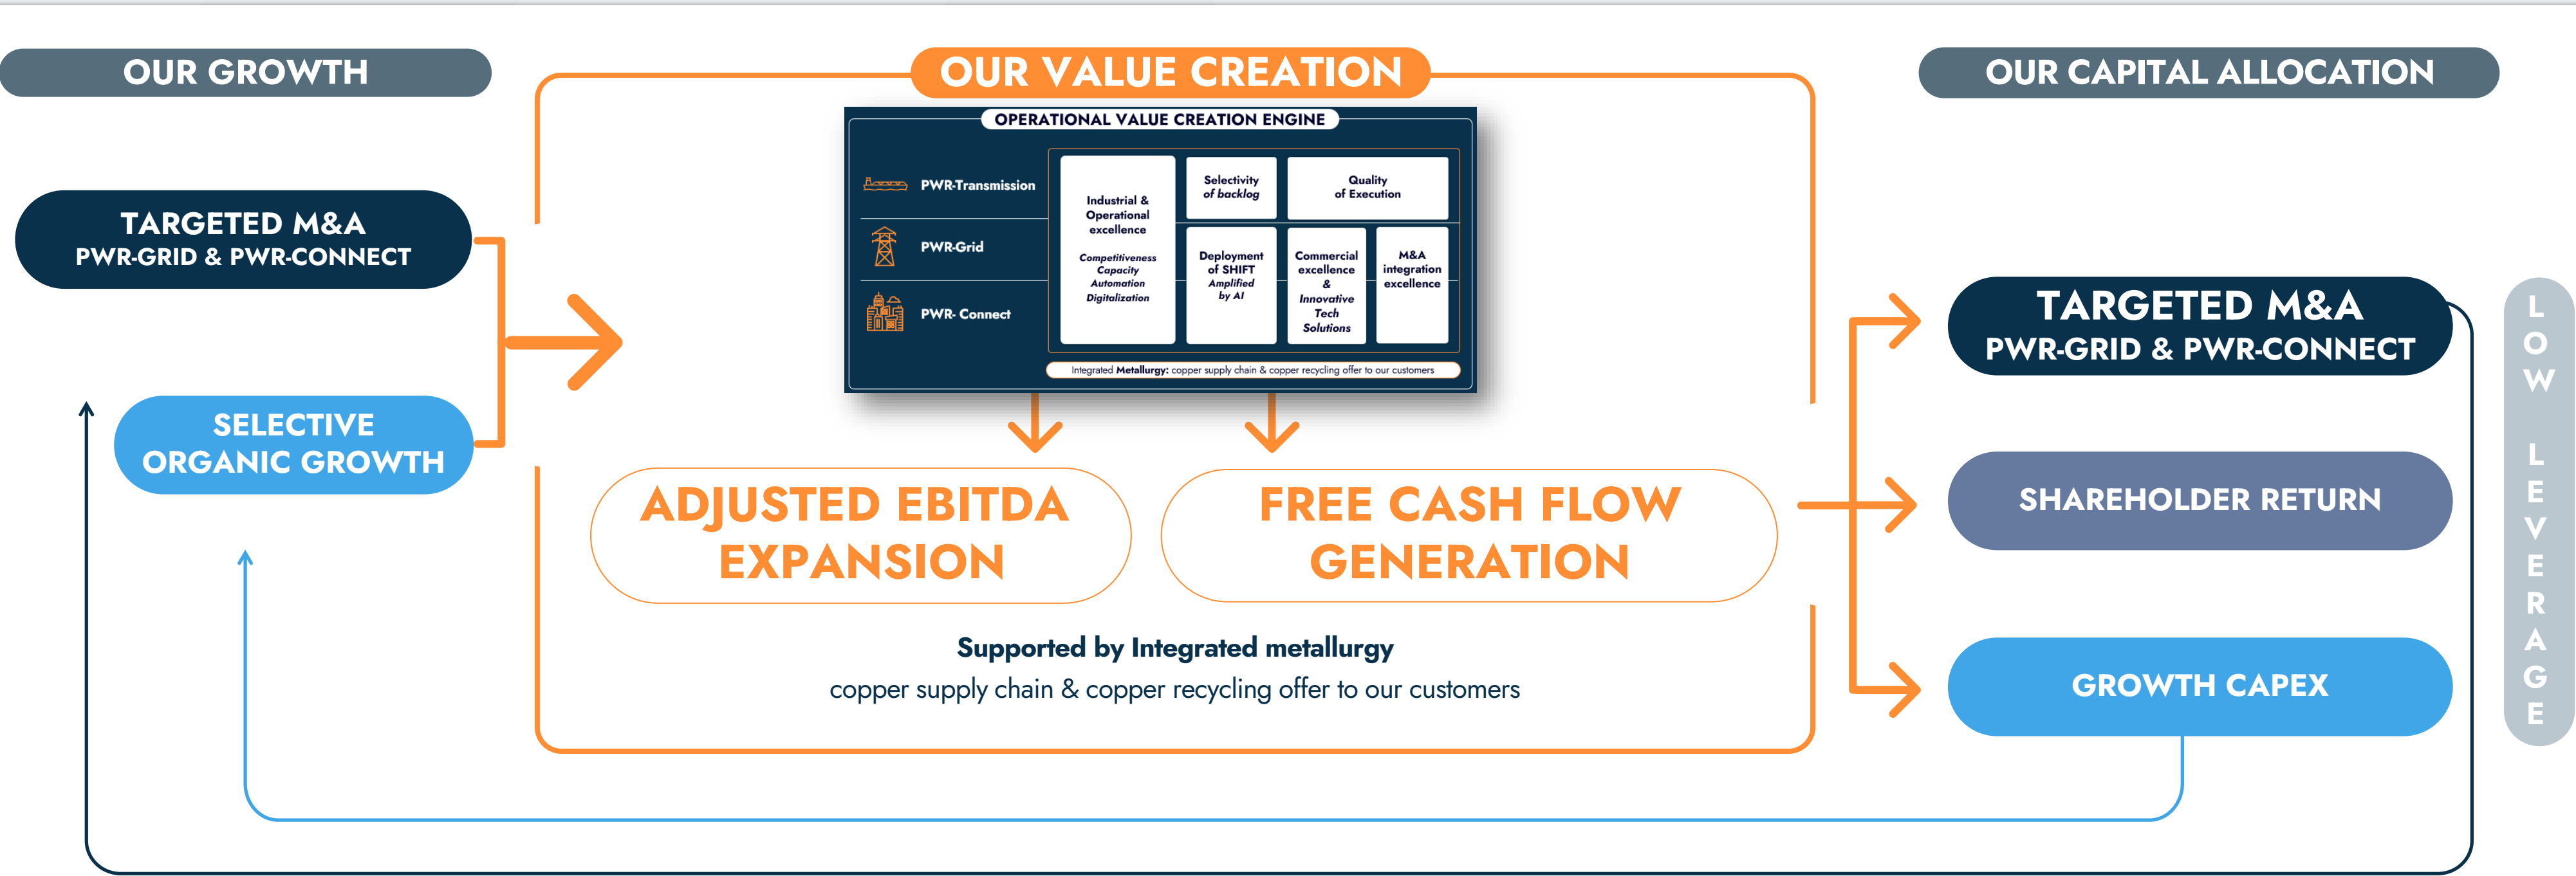 OUR GROWTH
TARGETED M&A
PWR-GRID & PWR-CONNECT
SELECTIVE
ORGANIC GROWTH
OUR VALUE CREATION
OPERATIONAL VALUE CREATION ENGINE
PWR-Transmission
PWR-Grid
PWR- Connect
Industrial &
Operational
excellence
Competitiveness
Capacity
Automation
Digitalization
Selectivity
of backlog
Quality
of Execution
Deployment
of SHIFT
Amplified
by AI
Commercial
excellence
&
Innovative
Tech
Solutions
M&A
integration
excellence
Integrated Metallurgy: copper supply chain & copper recycling offer to our customers
ADJUSTED EBITDA
EXPANSION
FREE CASH FLOW
GENERATION
Supported by Integrated metallurgy
copper supply chain & copper recycling offer to our customers
OUR CAPITAL ALLOCATION
TARGETED M&A
PWR-GRID & PWR-CONNECT
SHAREHOLDER RETURN
GROWTH CAPEX
LOW LEVERAGE